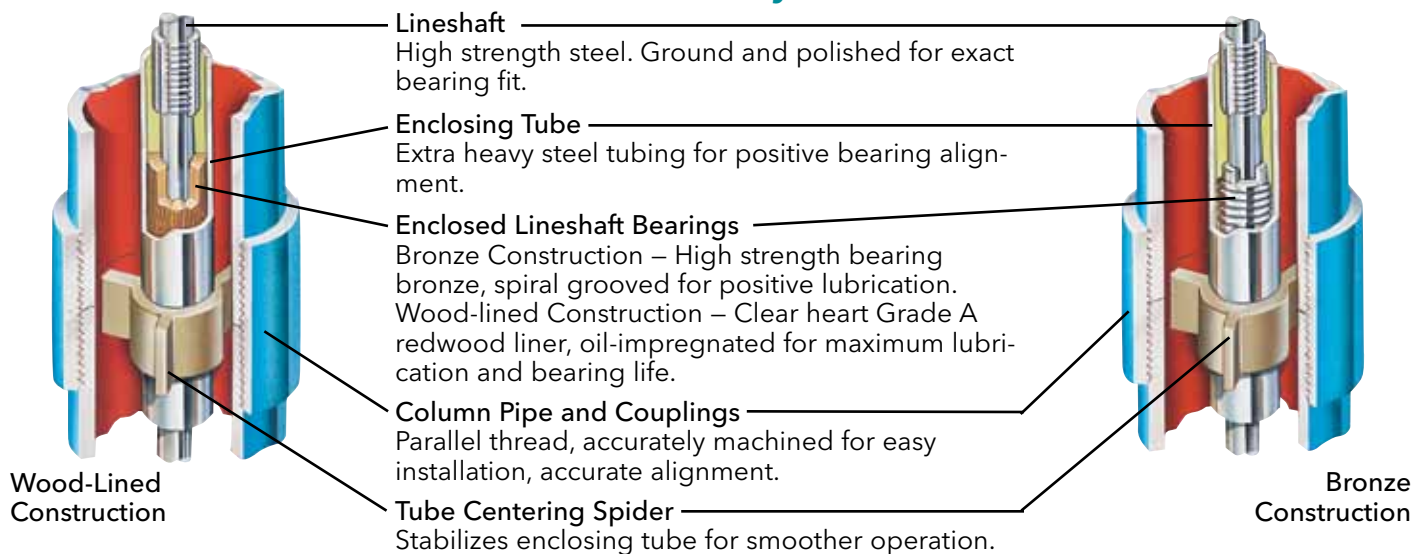 Lineshaft
High strength steel. Ground and polished for exact
bearing fit.
Enclosing Tube
Extra heavy steel tubing for positive bearing align-
ment.
Enclosed Lineshaft Bearings
Bronze Construction – High strength bearing
bronze, spiral grooved for positive lubrication.
Wood-lined Construction – Clear heart Grade A
redwood liner, oil-impregnated for maximum lubri-
cation and bearing life.
Column Pipe and Couplings
Parallel thread, accurately machined for easy
installation, accurate alignment.
Tube Centering Spider
Stabilizes enclosing tube for smoother operation.
Wood-Lined
Construction
Bronze
Construction